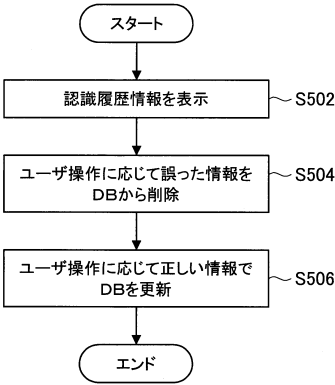 スタート
認識履歴情報を表示
S502
ユーザ操作に応じて誤った情報を
DBから削除
S504
ユーザ操作に応じて正しい情報で
DBを更新
S506
エンド